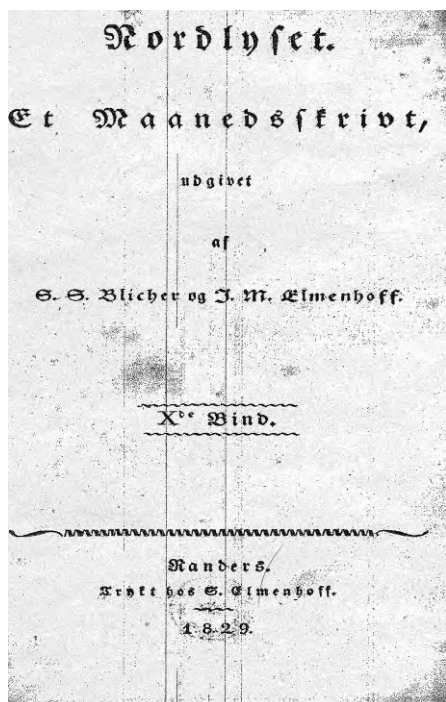 Nordlyset.
Et Maanedsskrivt,
udgivet
af
S. S. Blicher og J. M. Elmenhoff.
Xde Bind.
Randers.
Trykt hos S. Elmenhoff.
1829.